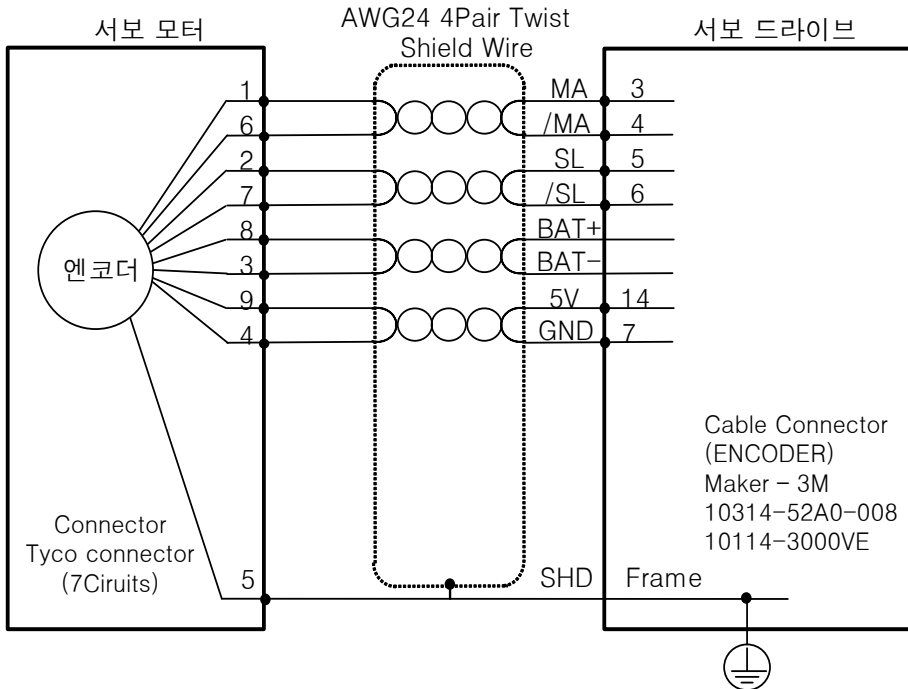 서보 모터
AWG24 4Pair Twist
Shield Wire
서보 드라이브
1
MA
3
6
/MA
4
2
SL
5
7
/SL
6
8
BAT+
3
BAT-
9
5V
14
4
GND
7
엔코더
Cable Connector
(ENCODER)
Maker - 3M
10314-52A0-008
10114-3000VE
Connector
Tyco connector
(7Ciruits)
5
SHD
Frame